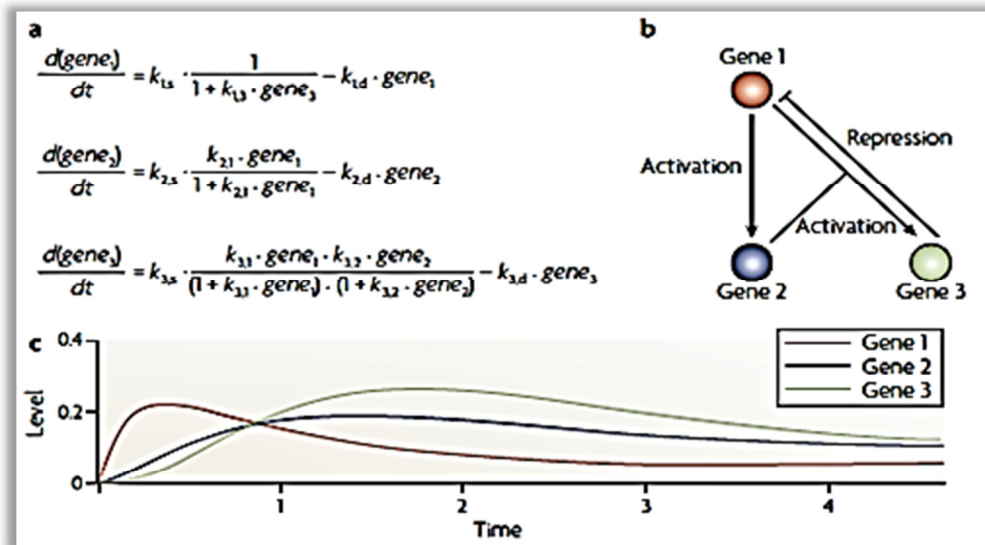 a
d(gene₁)/dt = k₁,s · 1/(1 + k₁,₃ · gene₃) − k₁,d · gene₁
d(gene₂)/dt = k₂,s · k₂,₁ · gene₁/(1 + k₂,₁ · gene₁) − k₂,d · gene₂
d(gene₃)/dt = k₃,s · k₃,₁ · gene₁ · k₃,₂ · gene₂/((1 + k₃,₁ · gene₁) · (1 + k₃,₂ · gene₂)) − k₃,d · gene₃
b
Gene 1
Repression
Activation
Activation
Gene 2
Gene 3
c
0.4
0.2
0
Level
1
2
3
4
Time
Gene 1
Gene 2
Gene 3